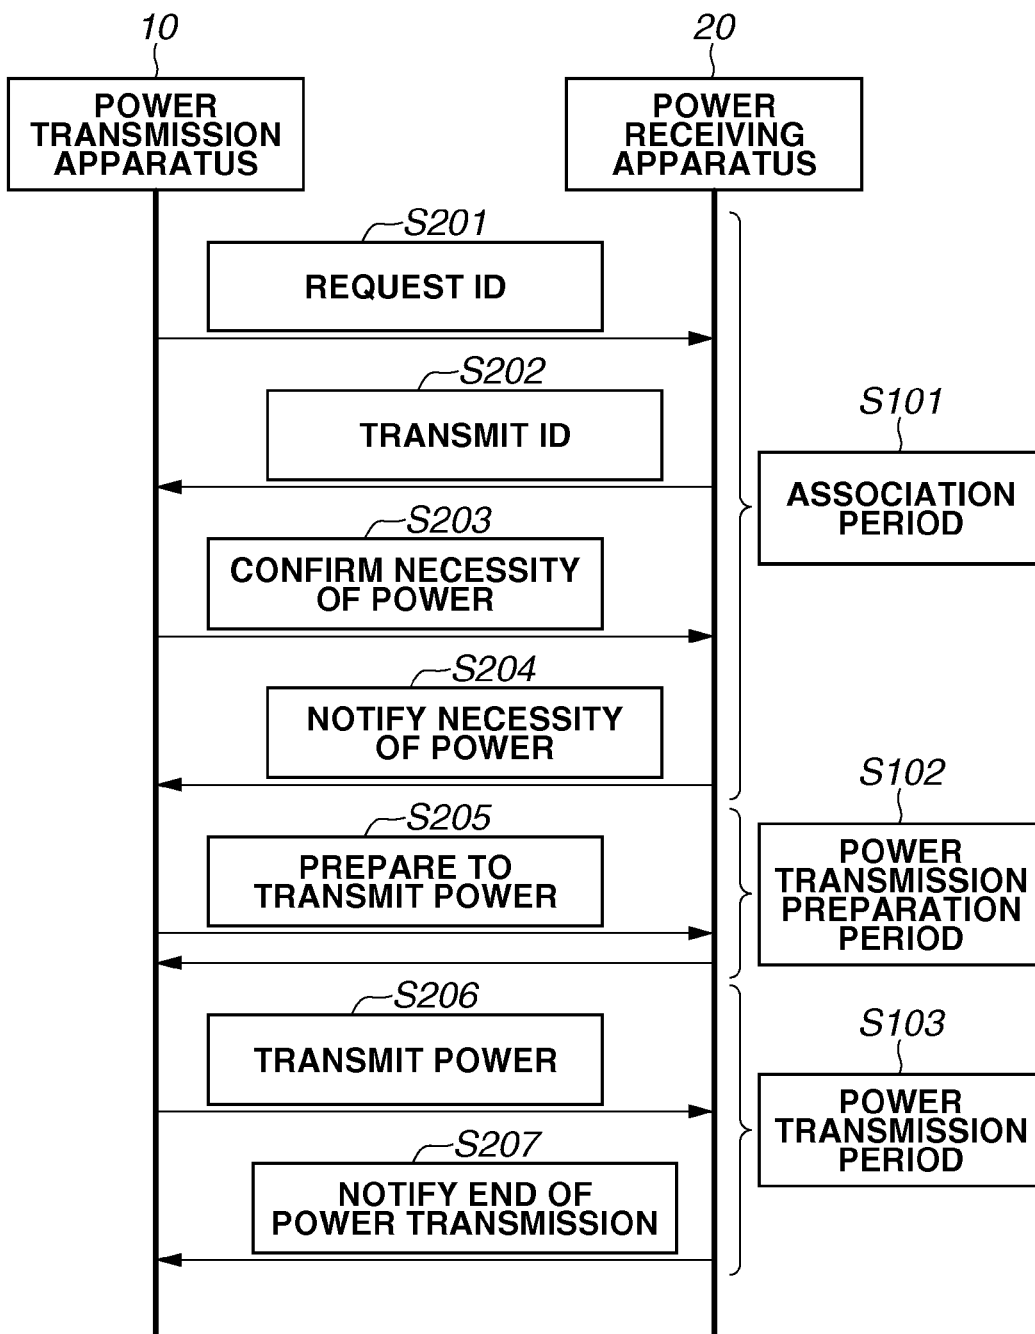 10
20
POWER
TRANSMISSION
APPARATUS
POWER
RECEIVING
APPARATUS
S201
REQUEST ID
S202
TRANSMIT ID
S101
ASSOCIATION
PERIOD
S203
CONFIRM NECESSITY
OF POWER
S204
NOTIFY NECESSITY
OF POWER
S102
POWER
TRANSMISSION
PREPARATION
PERIOD
S205
PREPARE TO
TRANSMIT POWER
S206
TRANSMIT POWER
S103
POWER
TRANSMISSION
PERIOD
S207
NOTIFY END OF
POWER TRANSMISSION